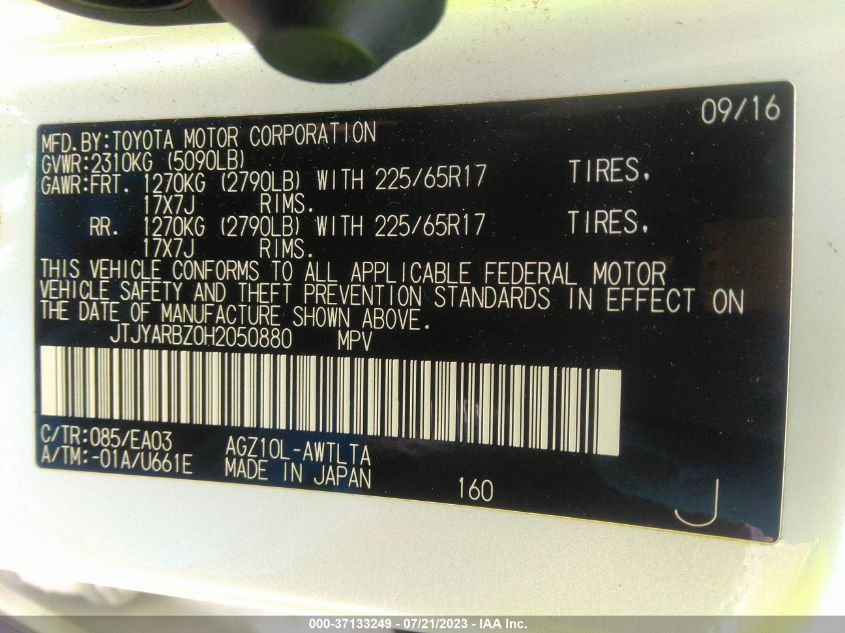 09/16
MFD.BY:TOYOTA MOTOR CORPORATION
GVWR:2310KG (5090LB)
GAWR:FRT. 1270KG (2790LB) WITH 225/65R17 TIRES.
17X7J RIMS.
RR. 1270KG (2790LB) WITH 225/65R17 TIRES.
17X7J RIMS.
THIS VEHICLE CONFORMS TO ALL APPLICABLE FEDERAL MOTOR
VEHICLE SAFETY AND THEFT PREVENTION STANDARDS IN EFFECT ON
THE DATE OF MANUFACTURE SHOWN ABOVE.
JTJYARBZ0H2050880 MPV
C/TR:085/EA03 AGZ10L-AWTLTA
A/TM:-01A/U661E MADE IN JAPAN
160 J
000-37133249 - 07/21/2023 - IAA Inc.